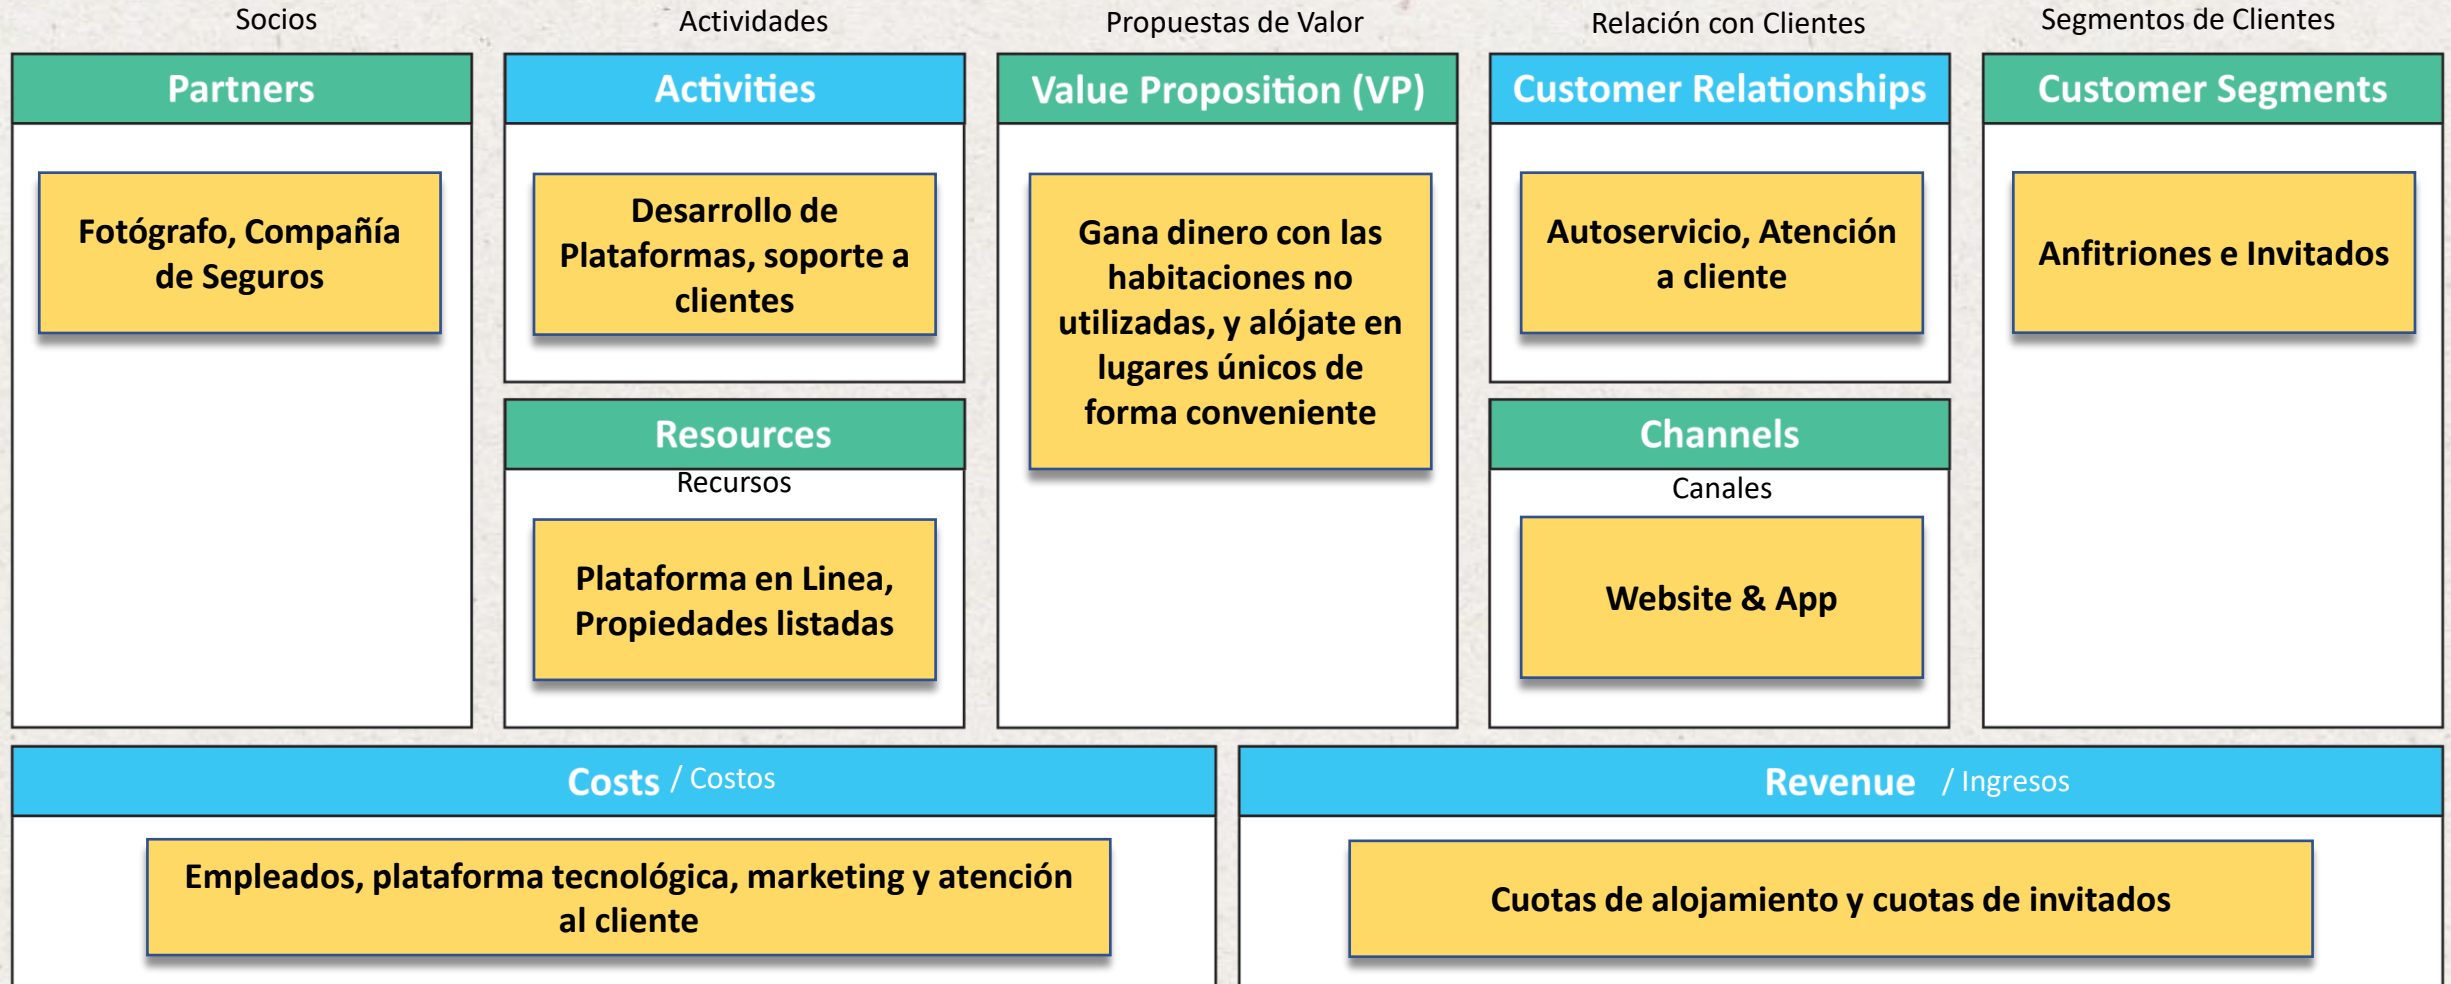 Socios
Actividades
Propuestas de Valor
Relación con Clientes
Segmentos de Clientes
Partners
Activities
Value Proposition (VP)
Customer Relationships
Customer Segments
Fotógrafo, Compañía
de Seguros
Desarrollo de
Plataformas, soporte a
clientes
Gana dinero con las
habitaciones no
utilizadas, y alójate en
lugares únicos de
forma conveniente
Autoservicio, Atención
a cliente
Anfitriones e Invitados
Resources
Recursos
Plataforma en Linea,
Propiedades listadas
Channels
Canales
Website & App
Costs / Costos
Empleados, plataforma tecnológica, marketing y atención
al cliente
Revenue / Ingresos
Cuotas de alojamiento y cuotas de invitados